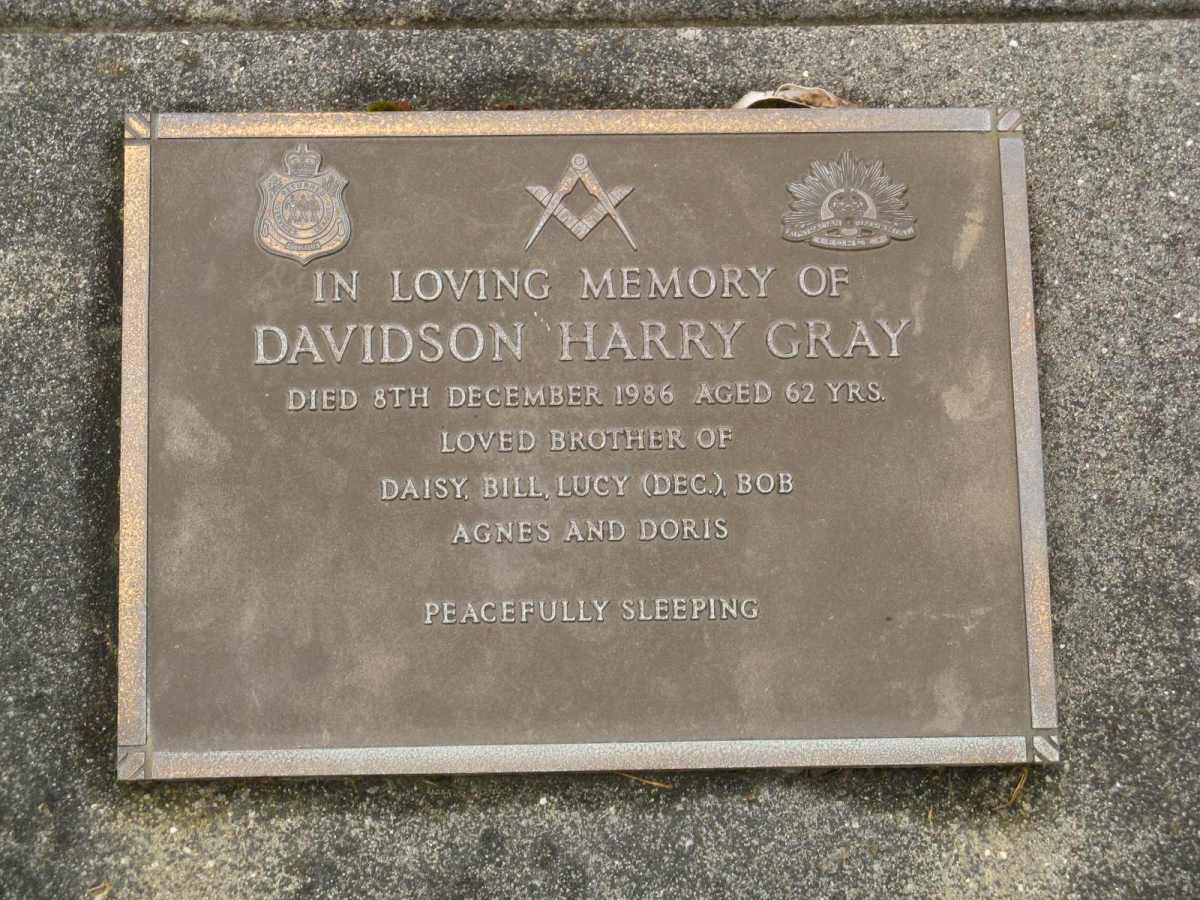 IN LOVING MEMORY OF
DAVIDSON HARRY GRAY
DIED 8TH DECEMBER 1986 AGED 62 YRS.
LOVED BROTHER OF
DAISY, BILL, LUCY (DEC.), BOB
AGNES AND DORIS
PEACEFULLY SLEEPING